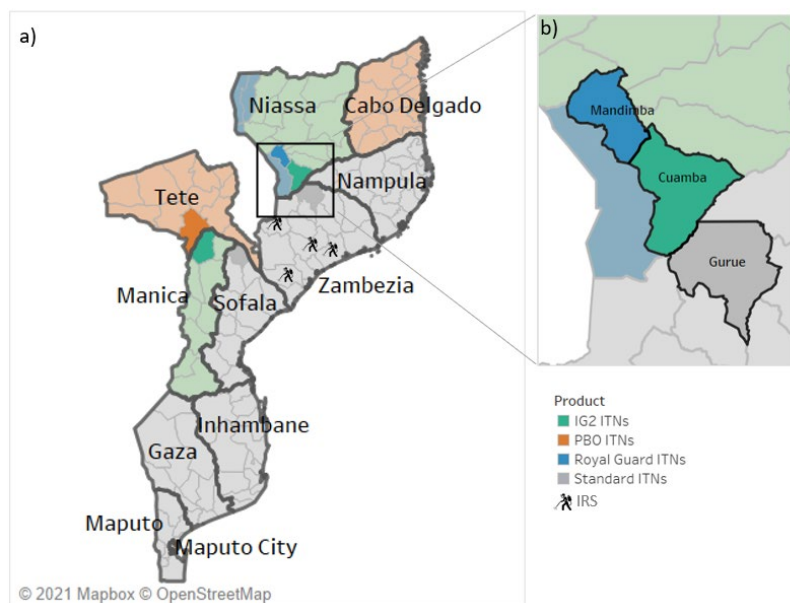 a)
Niassa
Cabo Delgado
Nampula
Tete
Manica
Sofala
Zambezia
Inhambane
Gaza
Maputo
Maputo City
© 2021 Mapbox © OpenStreetMap
b)
Mandimba
Cuamba
Gurue
Product
IG2 ITNs
PBO ITNs
Royal Guard ITNs
Standard ITNs
IRS